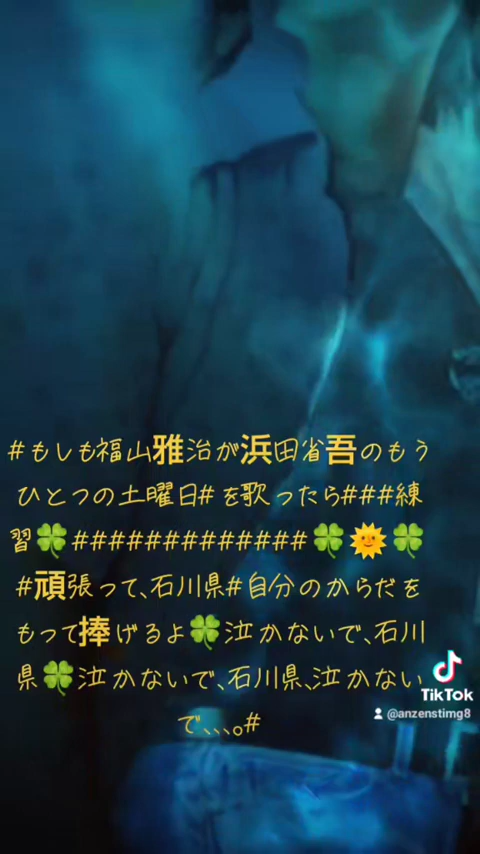 #もしも福山雅治が浜田省吾のもう
ひとつの土曜日#を歌ったら###練
習🍀#############🍀🌞🍀
#頑張って、石川県#自分のからだを
もって捧げるよ🍀泣かないで、石川
県🍀泣かないで、石川県、泣かない
で、、、。#
TikTok
@anzenstimg8